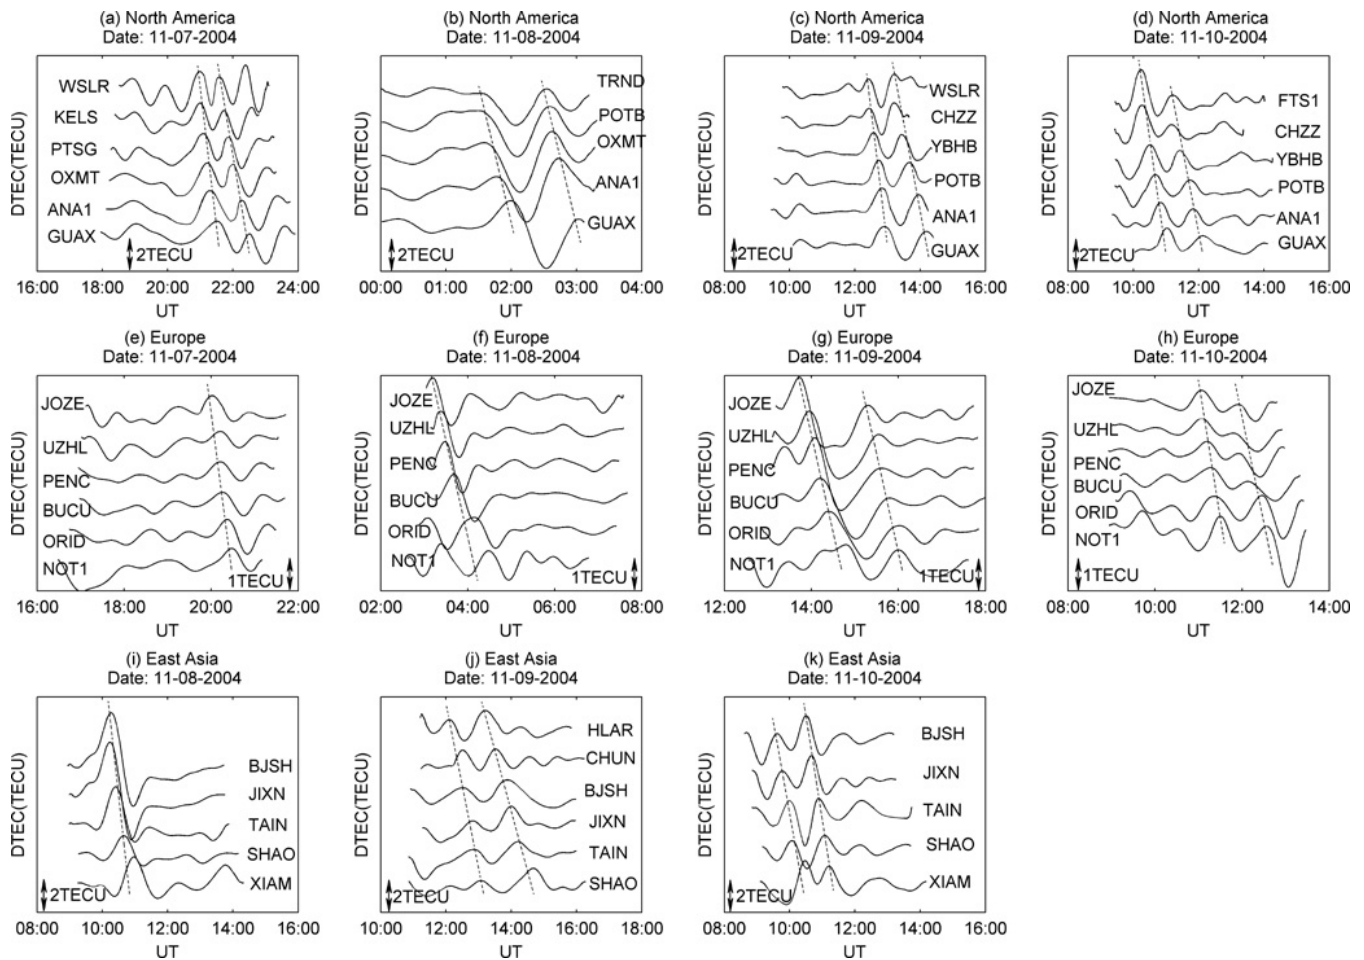 (a) North America
Date: 11-07-2004
DTEC(TECU)
WSLR
KELS
PTSG
OXMT
ANA1
GUAX
2TECU
16:00 18:00 20:00 22:00 24:00
UT
(b) North America
Date: 11-08-2004
DTEC(TECU)
TRND
POTB
OXMT
ANA1
GUAX
2TECU
00:00 01:00 02:00 03:00 04:00
UT
(c) North America
Date: 11-09-2004
DTEC(TECU)
WSLR
CHZZ
YBHB
POTB
ANA1
GUAX
2TECU
08:00 10:00 12:00 14:00 16:00
UT
(d) North America
Date: 11-10-2004
DTEC(TECU)
FTS1
CHZZ
YBHB
POTB
ANA1
GUAX
2TECU
08:00 10:00 12:00 14:00 16:00
UT
(e) Europe
Date: 11-07-2004
DTEC(TECU)
JOZE
UZHL
PENC
BUCU
ORID
NOT1
1TECU
16:00 18:00 20:00 22:00
UT
(f) Europe
Date: 11-08-2004
DTEC(TECU)
JOZE
UZHL
PENC
BUCU
ORID
NOT1
1TECU
02:00 04:00 06:00 08:00
UT
(g) Europe
Date: 11-09-2004
DTEC(TECU)
JOZE
UZHL
PENC
BUCU
ORID
NOT1
1TECU
12:00 14:00 16:00 18:00
UT
(h) Europe
Date: 11-10-2004
DTEC(TECU)
JOZE
UZHL
PENC
BUCU
ORID
NOT1
1TECU
08:00 10:00 12:00 14:00
UT
(i) East Asia
Date: 11-08-2004
DTEC(TECU)
BJSH
JIXN
TAIN
SHAO
XIAM
2TECU
08:00 10:00 12:00 14:00 16:00
UT
(j) East Asia
Date: 11-09-2004
DTEC(TECU)
HLAR
CHUN
BJSH
JIXN
TAIN
SHAO
2TECU
10:00 12:00 14:00 16:00 18:00
UT
(k) East Asia
Date: 11-10-2004
DTEC(TECU)
BJSH
JIXN
TAIN
SHAO
XIAM
2TECU
08:00 10:00 12:00 14:00 16:00
UT